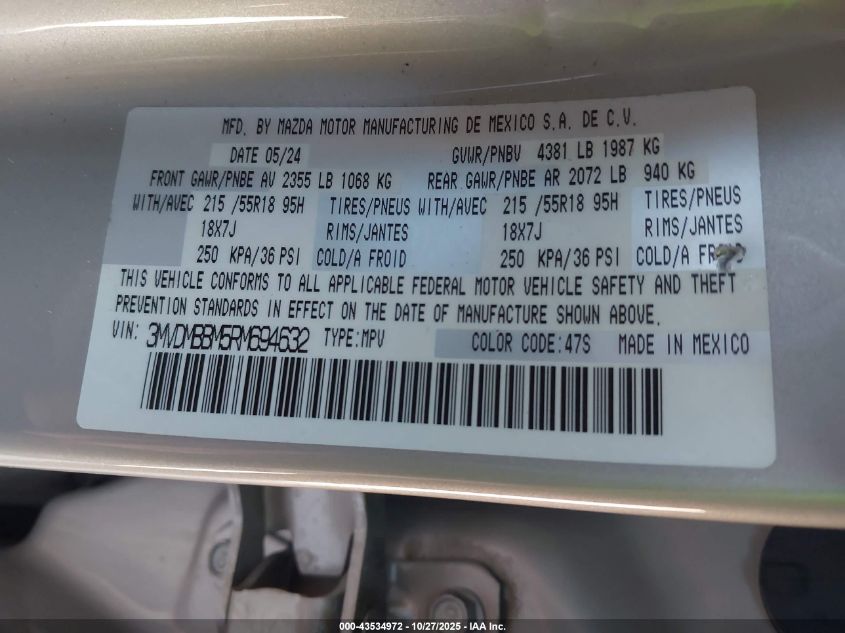 MFD. BY MAZDA MOTOR MANUFACTURING DE MEXICO S.A. DE C.V.
DATE 05/24 GVWR/PNBV 4381 LB 1987 KG
FRONT GAWR/PNBE AV 2355 LB 1068 KG REAR GAWR/PNBE AR 2072 LB 940 KG
WITH/AVEC 215 /55R18 95H TIRES/PNEUS WITH/AVEC 215 /55R18 95H TIRES/PNEUS
18X7J RIMS/JANTES 18X7J RIMS/JANTES
250 KPA/36 PSI COLD/A FROID 250 KPA/36 PSI COLD/A
THIS VEHICLE CONFORMS TO ALL APPLICABLE FEDERAL MOTOR VEHICLE SAFETY AND THEFT
PREVENTION STANDARDS IN EFFECT ON THE DATE OF MANUFACTURE SHOWN ABOVE.
VIN: 3MVDMBBM5RM694632 TYPE:MPV COLOR CODE:47S MADE IN MEXICO
000-43534972 - 10/27/2025 - IAA Inc.